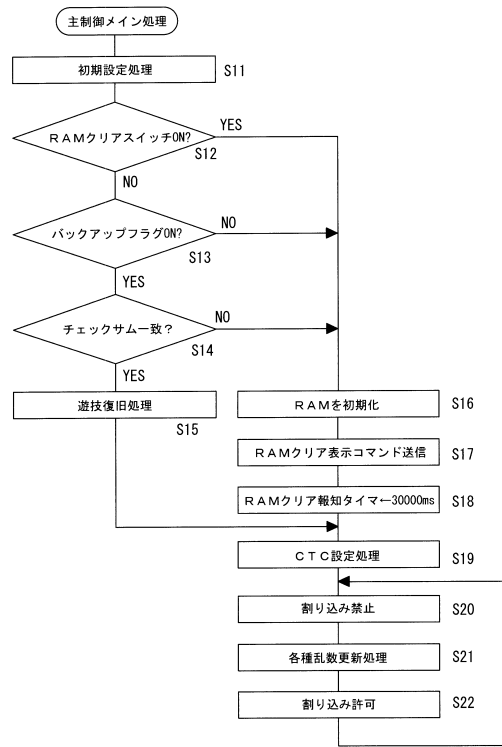 主制御メイン処理
初期設定処理 S11
RAMクリアスイッチON? YES
S12
NO
バックアップフラグON? NO
S13
YES
チェックサム一致? NO
S14
YES
遊技復旧処理
S15
RAMを初期化 S16
RAMクリア表示コマンド送信 S17
RAMクリア報知タイマ←30000ms S18
CTC設定処理 S19
割り込み禁止 S20
各種乱数更新処理 S21
割り込み許可 S22